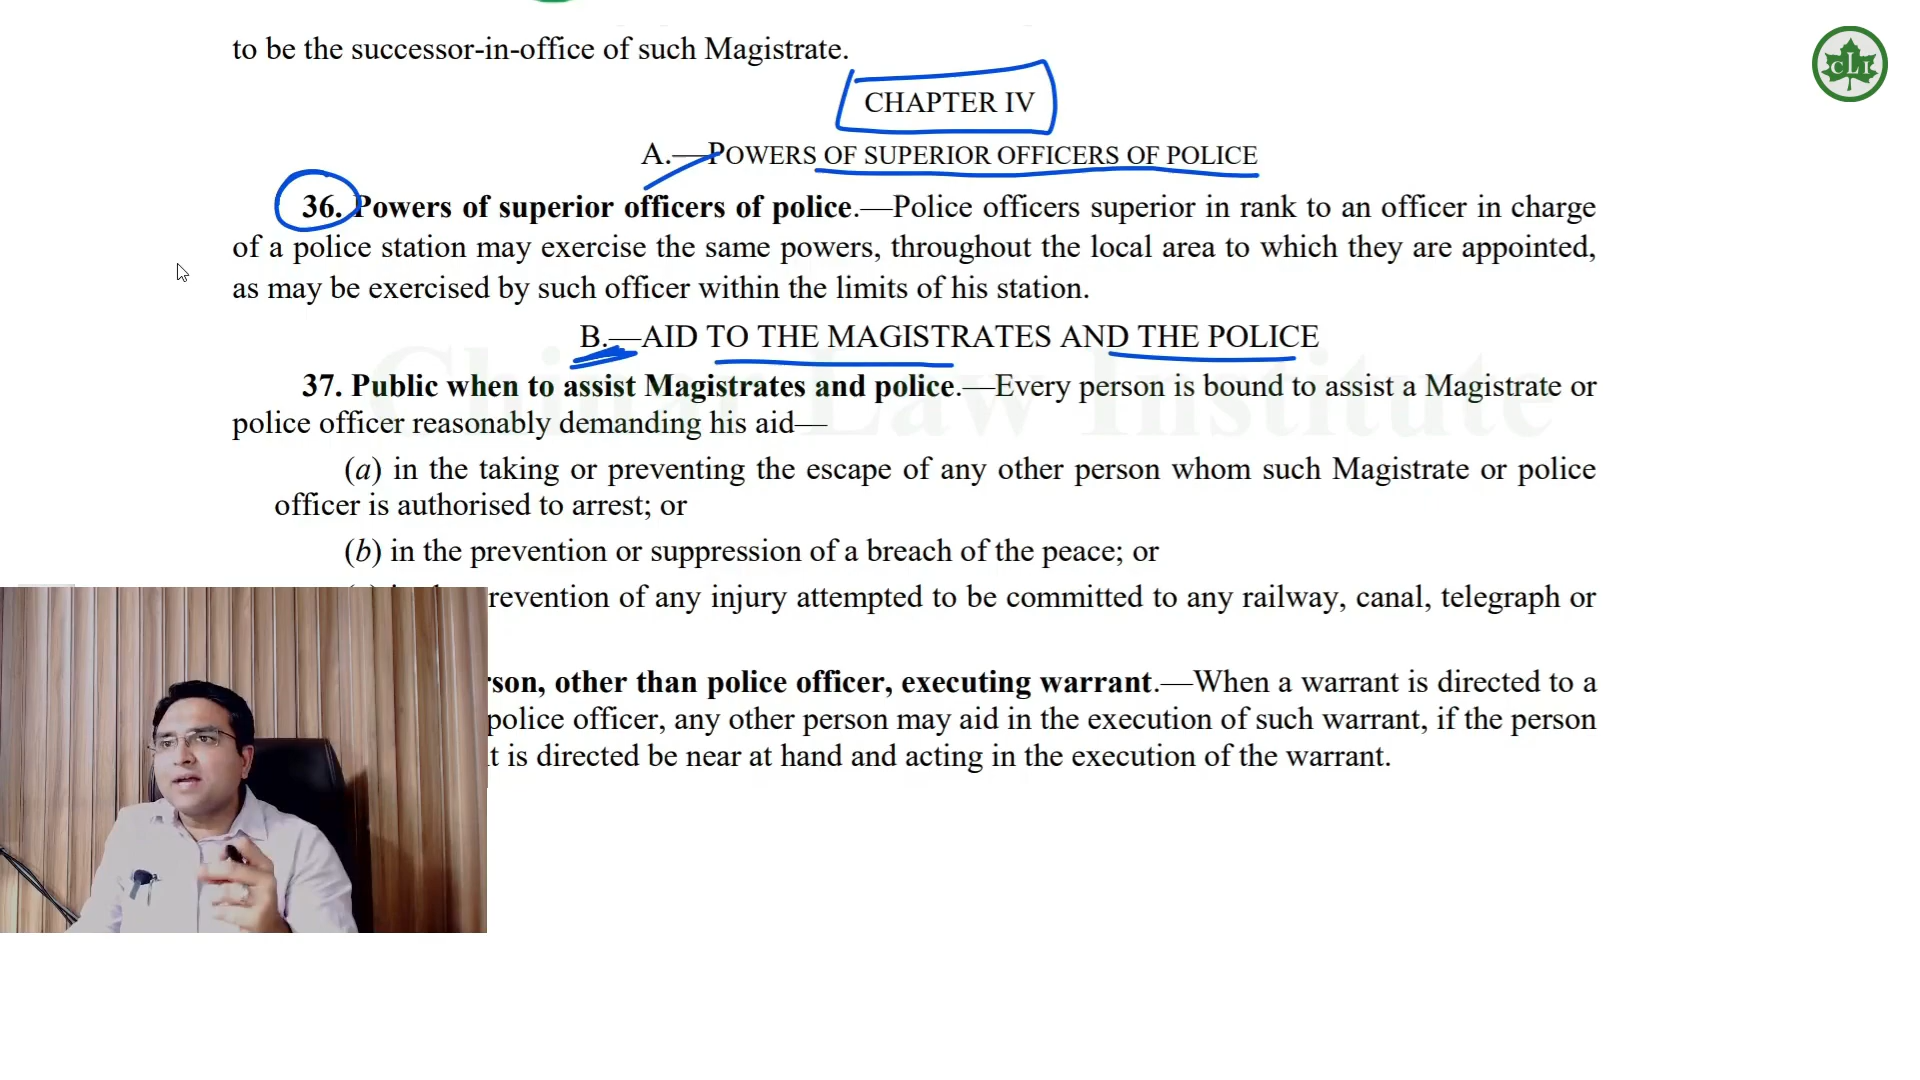 to be the successor-in-office of such Magistrate.
CHAPTER IV
CLI
A.—POWERS OF SUPERIOR OFFICERS OF POLICE
36. Powers of superior officers of police.—Police officers superior in rank to an officer in charge
of a police station may exercise the same powers, throughout the local area to which they are appointed,
as may be exercised by such officer within the limits of his station.
B.—AID TO THE MAGISTRATES AND THE POLICE
37. Public when to assist Magistrates and police.—Every person is bound to assist a Magistrate or
police officer reasonably demanding his aid—
Law Institute
(a) in the taking or preventing the escape of any other person whom such Magistrate or police
officer is authorised to arrest; or
(b) in the prevention or suppression of a breach of the peace; or
revention of any injury attempted to be committed to any railway, canal, telegraph or
rson, other than police officer, executing warrant.—When a warrant is directed to a
police officer, any other person may aid in the execution of such warrant, if the person
t is directed be near at hand and acting in the execution of the warrant.